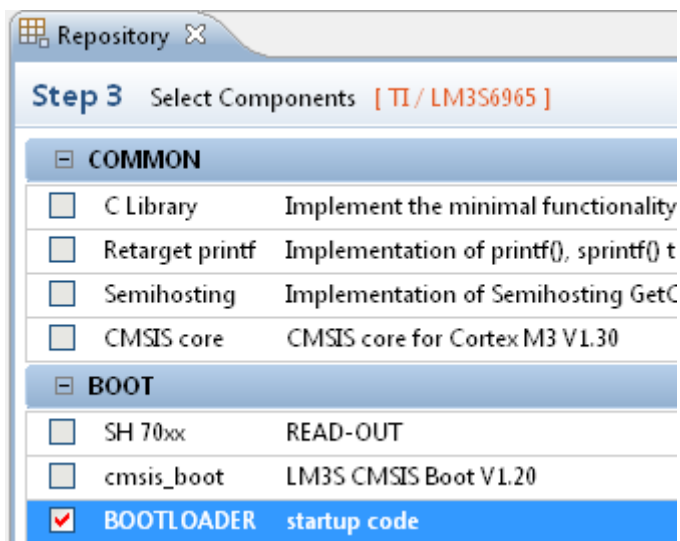 Repository
Step 3 Select Components [ TI / LM3S6965 ]
COMMON
C Library Implement the minimal functionality
Retarget printf Implementation of printf(), sprintf() t
Semihosting Implementation of Semihosting GetC
CMSIS core CMSIS core for Cortex M3 V1.30
BOOT
SH 70xx READ-OUT
cmsis_boot LM3S CMSIS Boot V1.20
BOOTLOADER startup code